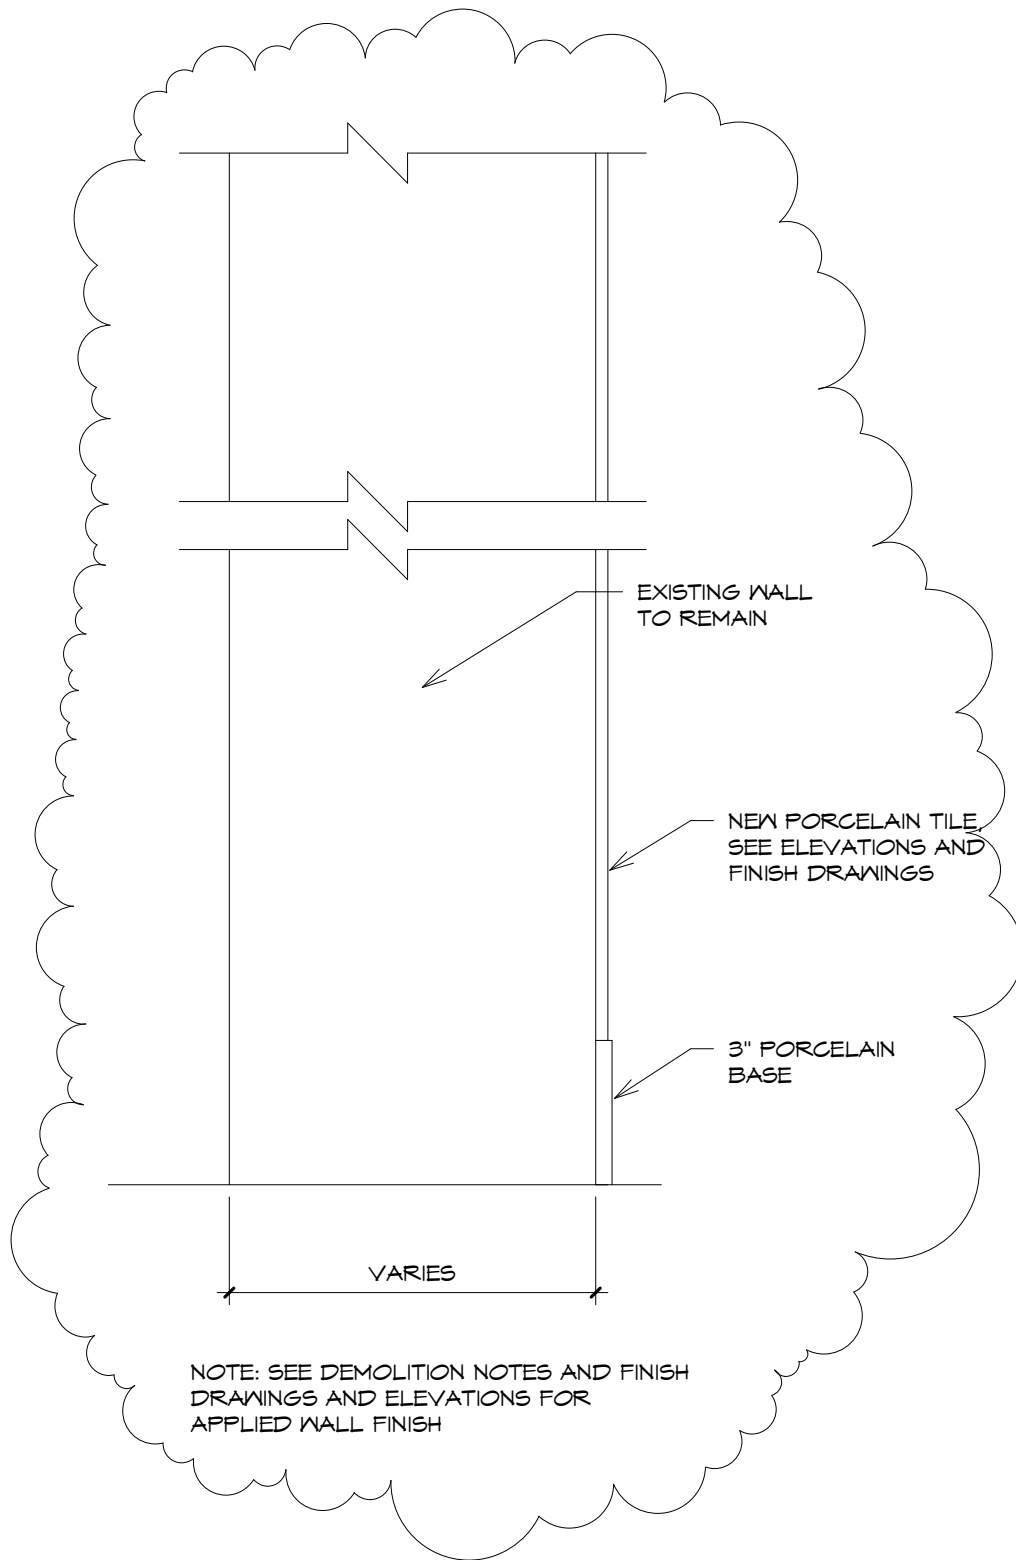 EXISTING WALL
TO REMAIN
NEW PORCELAIN TILE,
SEE ELEVATIONS AND
FINISH DRAWINGS
3" PORCELAIN
BASE
VARIES
NOTE: SEE DEMOLITION NOTES AND FINISH
DRAWINGS AND ELEVATIONS FOR
APPLIED WALL FINISH